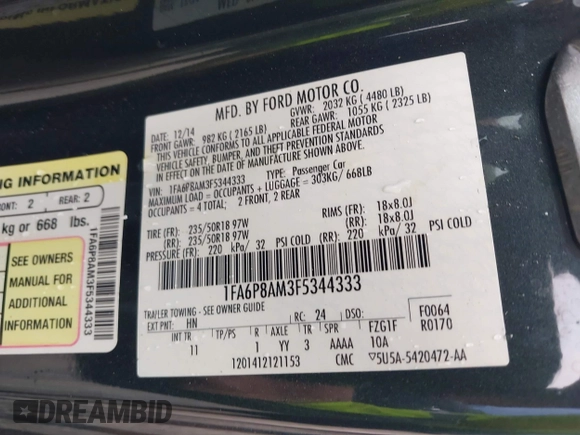 MFD. BY FORD MOTOR CO.
DATE: 12/14 GVWR: 2032 KG ( 4480 LB)
FRONT GAWR: 982 KG ( 2165 LB) REAR GAWR: 1055 KG ( 2325 LB)
THIS VEHICLE CONFORMS TO ALL APPLICABLE FEDERAL MOTOR
VEHICLE SAFETY, BUMPER, AND THEFT PREVENTION STANDARDS
IN EFFECT ON THE DATE OF MANUFACTURE SHOWN ABOVE.
VIN: 1FA6P8AM3F5344333 TYPE: Passenger Car
MAXIMUM LOAD = OCCUPANTS + LUGGAGE = 303KG/ 668LB
OCCUPANTS = 4 TOTAL; 2 FRONT, 2 REAR
TIRE (FR): 235/50R18 97W RIMS (FR): 18x8.0J
(RR): 235/50R18 97W (RR): 18x8.0J
PRESSURE (FR): 220 kPa/ 32 PSI COLD (RR): 220 kPa/ 32 PSI COLD
1FA6P8AM3F5344333
TRAILER TOWING - SEE OWNER GUIDE
EXT PNT: HN RC: 24 DSO: F0064
INT TR TP/PS R AXLE TR SPR FZG1F R0170
11 1 YY 3 AAAA 10A
1201412121153 CMC ▽5U5A-5420472-AA
NG INFORMATION
FRONT: 2 REAR: 2
kg or 668 lbs.
SEE OWNERS
MANUAL FOR
ADDITIONAL
INFORMATION
1FA6P8AM3F5344333
DREAMBID